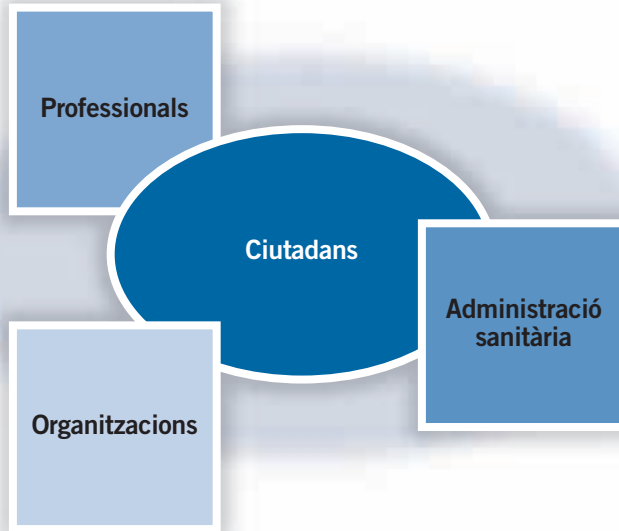 Professionals
Ciutadans
Administració
sanitària
Organitzacions